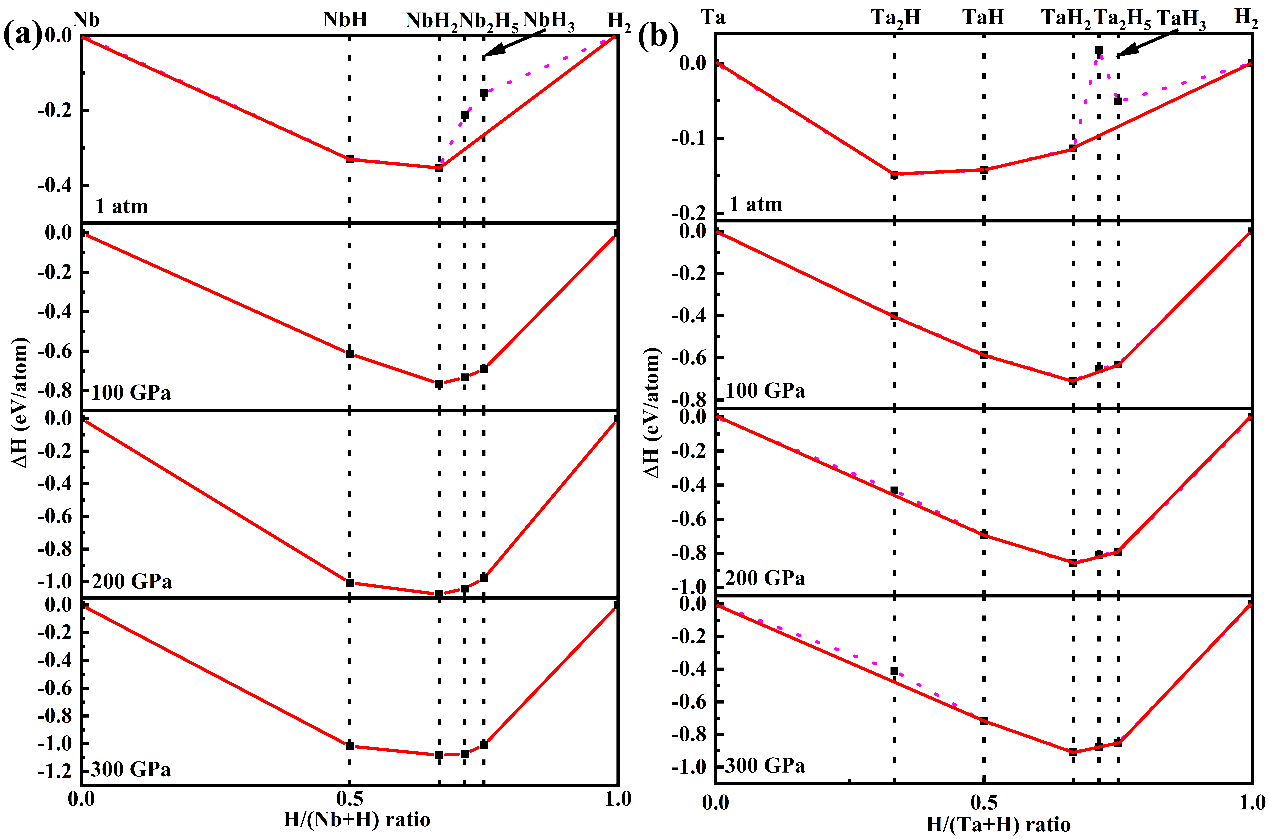 (a)
Nb NbH NbH₂ Nb₂H₅ NbH₃ H₂
0.0
-0.2
-0.4
1 atm
0.0
-0.2
-0.4
-0.6
-0.8
100 GPa
0.0
-0.2
-0.4
-0.6
-0.8
-1.0
200 GPa
0.0
-0.2
-0.4
-0.6
-0.8
-1.0
-1.2
300 GPa
ΔH (eV/atom)
0.0 0.5 1.0
H/(Nb+H) ratio
(b)
Ta Ta₂H TaH TaH₂ Ta₂H₅ TaH₃ H₂
0.0
-0.1
-0.2
1 atm
0.0
-0.2
-0.4
-0.6
-0.8
100 GPa
0.0
-0.2
-0.4
-0.6
-0.8
-1.0
200 GPa
0.0
-0.2
-0.4
-0.6
-0.8
-1.0
300 GPa
ΔH (eV/atom)
0.0 0.5 1.0
H/(Ta+H) ratio